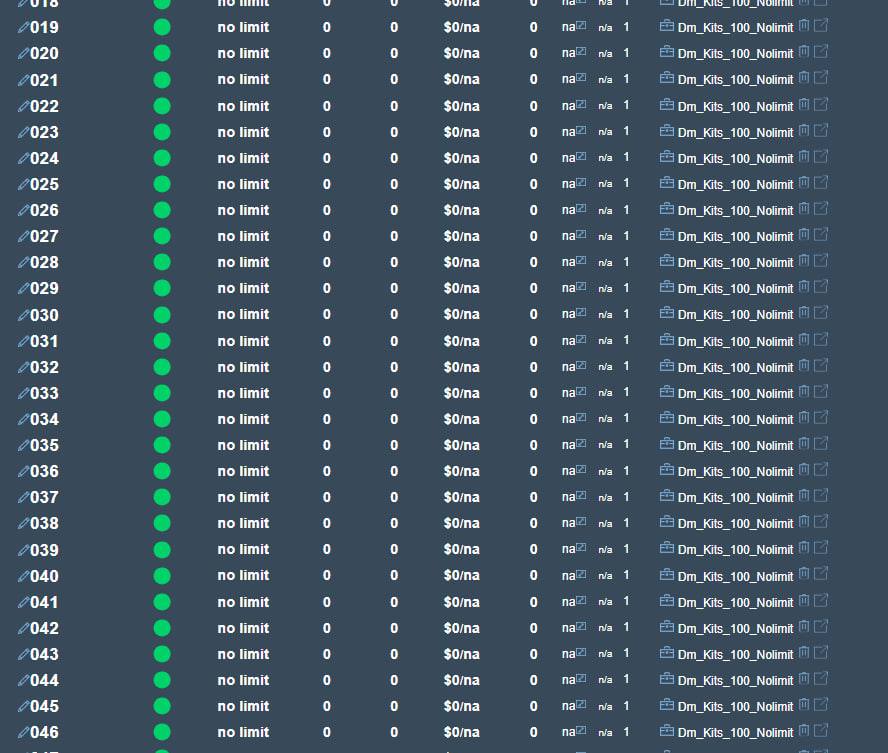 018 no limit 0 0 $0/na 0 na n/a 1 Dm_Kits_100_Nolimit
019 no limit 0 0 $0/na 0 na n/a 1 Dm_Kits_100_Nolimit
020 no limit 0 0 $0/na 0 na n/a 1 Dm_Kits_100_Nolimit
021 no limit 0 0 $0/na 0 na n/a 1 Dm_Kits_100_Nolimit
022 no limit 0 0 $0/na 0 na n/a 1 Dm_Kits_100_Nolimit
023 no limit 0 0 $0/na 0 na n/a 1 Dm_Kits_100_Nolimit
024 no limit 0 0 $0/na 0 na n/a 1 Dm_Kits_100_Nolimit
025 no limit 0 0 $0/na 0 na n/a 1 Dm_Kits_100_Nolimit
026 no limit 0 0 $0/na 0 na n/a 1 Dm_Kits_100_Nolimit
027 no limit 0 0 $0/na 0 na n/a 1 Dm_Kits_100_Nolimit
028 no limit 0 0 $0/na 0 na n/a 1 Dm_Kits_100_Nolimit
029 no limit 0 0 $0/na 0 na n/a 1 Dm_Kits_100_Nolimit
030 no limit 0 0 $0/na 0 na n/a 1 Dm_Kits_100_Nolimit
031 no limit 0 0 $0/na 0 na n/a 1 Dm_Kits_100_Nolimit
032 no limit 0 0 $0/na 0 na n/a 1 Dm_Kits_100_Nolimit
033 no limit 0 0 $0/na 0 na n/a 1 Dm_Kits_100_Nolimit
034 no limit 0 0 $0/na 0 na n/a 1 Dm_Kits_100_Nolimit
035 no limit 0 0 $0/na 0 na n/a 1 Dm_Kits_100_Nolimit
036 no limit 0 0 $0/na 0 na n/a 1 Dm_Kits_100_Nolimit
037 no limit 0 0 $0/na 0 na n/a 1 Dm_Kits_100_Nolimit
038 no limit 0 0 $0/na 0 na n/a 1 Dm_Kits_100_Nolimit
039 no limit 0 0 $0/na 0 na n/a 1 Dm_Kits_100_Nolimit
040 no limit 0 0 $0/na 0 na n/a 1 Dm_Kits_100_Nolimit
041 no limit 0 0 $0/na 0 na n/a 1 Dm_Kits_100_Nolimit
042 no limit 0 0 $0/na 0 na n/a 1 Dm_Kits_100_Nolimit
043 no limit 0 0 $0/na 0 na n/a 1 Dm_Kits_100_Nolimit
044 no limit 0 0 $0/na 0 na n/a 1 Dm_Kits_100_Nolimit
045 no limit 0 0 $0/na 0 na n/a 1 Dm_Kits_100_Nolimit
046 no limit 0 0 $0/na 0 na n/a 1 Dm_Kits_100_Nolimit